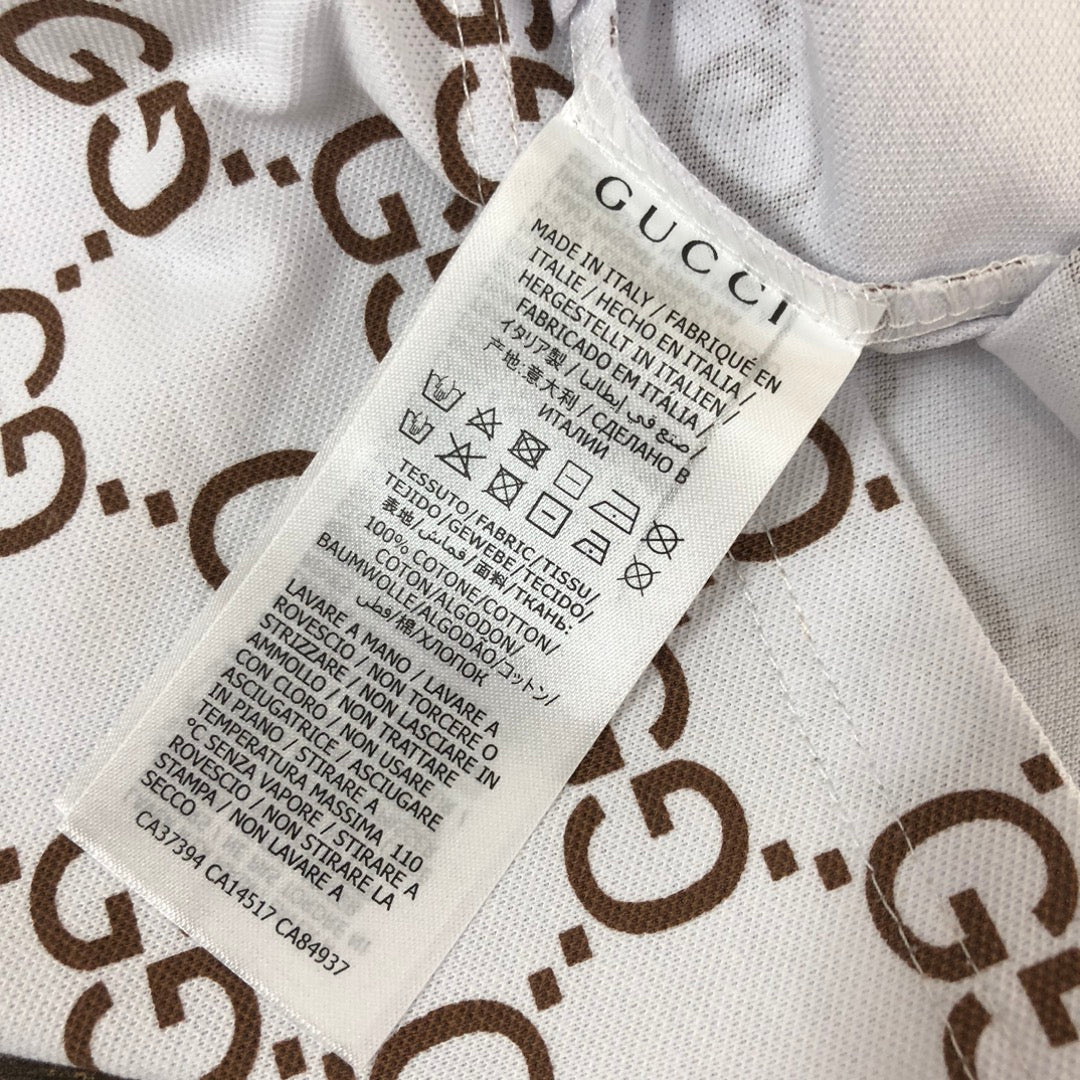 GUCCI
MADE IN ITALY / FABRIQUÉ EN
ITALIE / HECHO EN ITALIA /
HERGESTELLT IN ITALIEN /
FABRICADO EM ITÁLIA /
イタリア製 / صنع في ايطاليا /
产地:意大利 / СДЕЛАНО В
ИТАЛИИ
TESSUTO/FABRIC/TISSU/
TEJIDO/GEWEBE/TECIDO/
表地/قماش/面料/ТКАНЬ:
100% COTONE/COTTON/
COTON/ALGODON/
BAUMWOLLE/ALGODÃO/コットン/
قطن/棉/ХЛОПОК
LAVARE A MANO / LAVARE A
ROVESCIO / NON TORCERE O
STRIZZARE / NON LASCIARE IN
AMMOLLO / NON TRATTARE
CON CLORO / NON USARE
ASCIUGATRICE / ASCIUGARE
IN PIANO / STIRARE A
TEMPERATURA MASSIMA 110
°C SENZA VAPORE / STIRARE A
ROVESCIO / NON STIRARE LA
STAMPA / NON LAVARE A
SECCO
CA37394 CA14517 CA84937